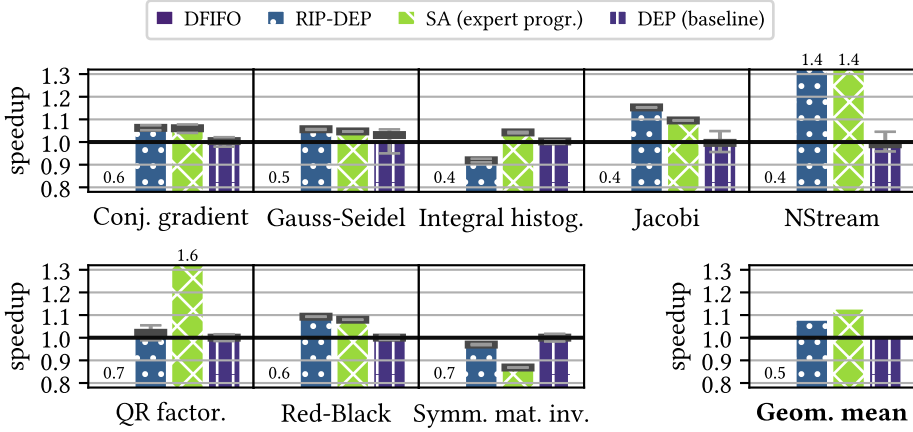 DFIFO RIP-DEP SA (expert progr.) DEP (baseline)
1.4 1.4
speedup
1.3
1.2
1.1
1.0
0.9
0.8
0.6 0.5 0.4 0.4 0.4
Conj. gradient Gauss-Seidel Integral histog. Jacobi NStream
1.6
speedup
1.3
1.2
1.1
1.0
0.9
0.8
0.7 0.6 0.7
QR factor. Red-Black Symm. mat. inv.
speedup
1.3
1.2
1.1
1.0
0.9
0.8
0.5
Geom. mean